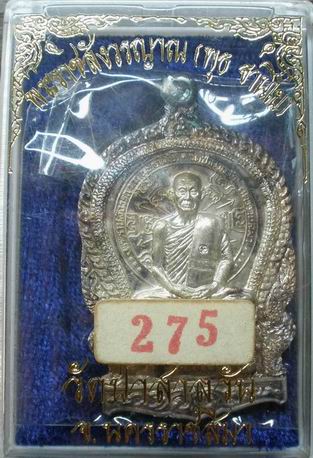 พระราชสังวรญาณ (พุธ ฐานิโย)
275
วัดป่าสาลวัน
จ.นครราชสีมา